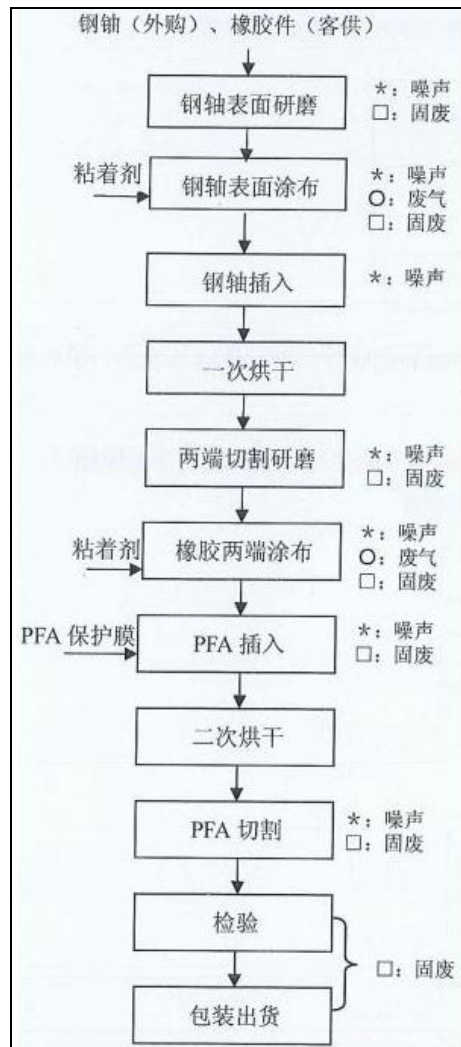 钢铀（外购）、橡胶件（客供）
钢轴表面研磨
*：噪声
□：固废
粘着剂
钢轴表面涂布
*：噪声
○：废气
□：固废
钢轴插入
*：噪声
一次烘干
两端切割研磨
*：噪声
□：固废
粘着剂
橡胶两端涂布
*：噪声
○：废气
□：固废
PFA 保护膜
PFA 插入
*：噪声
□：固废
二次烘干
PFA 切割
*：噪声
□：固废
检验
□：固废
包装出货